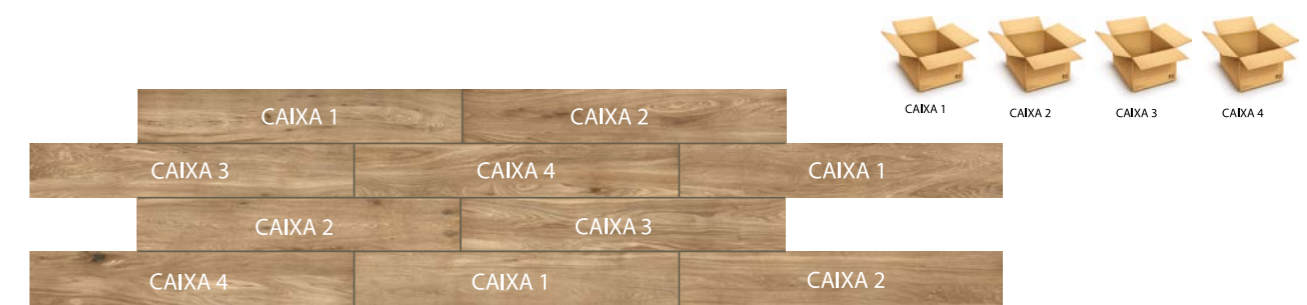 CAIXA 1 CAIXA 2 CAIXA 3 CAIXA 4
CAIXA 1 CAIXA 2
CAIXA 3 CAIXA 4 CAIXA 1
CAIXA 2 CAIXA 3
CAIXA 4 CAIXA 1 CAIXA 2